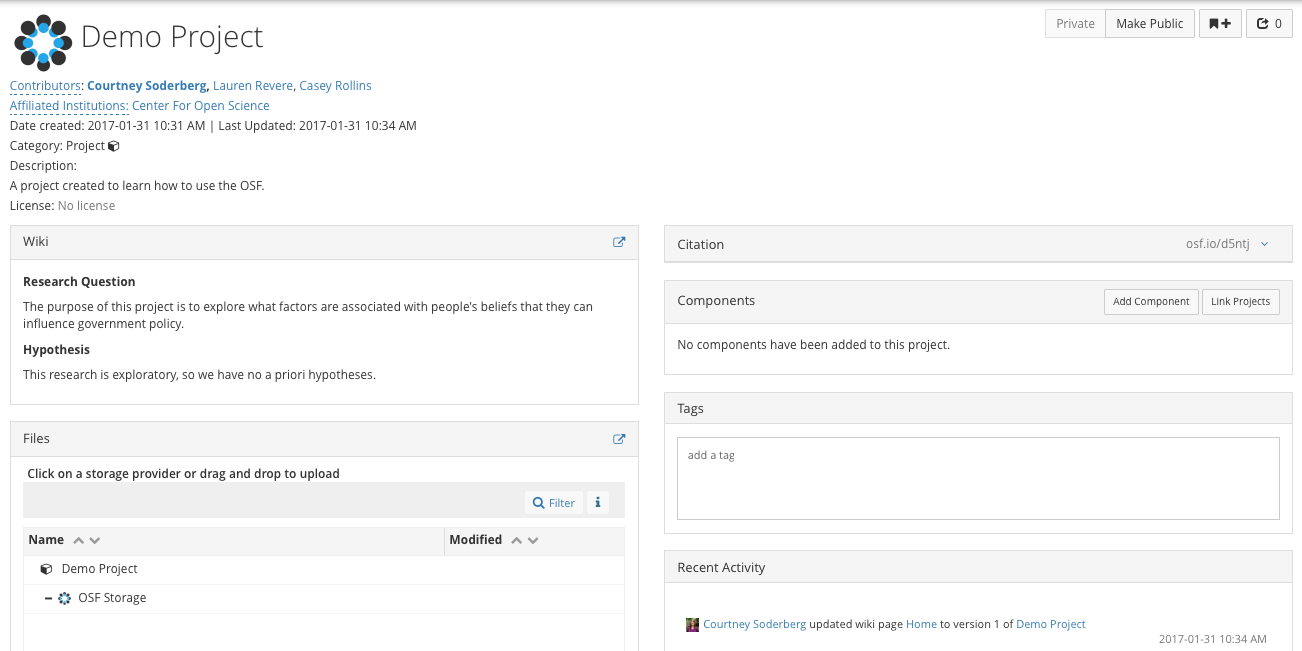 Demo Project
Private
Make Public
0
Contributors: Courtney Soderberg, Lauren Revere, Casey Rollins
Affiliated Institutions: Center For Open Science
Date created: 2017-01-31 10:31 AM | Last Updated: 2017-01-31 10:34 AM
Category: Project
Description:
A project created to learn how to use the OSF.
License: No license
Wiki
Research Question
The purpose of this project is to explore what factors are associated with people's beliefs that they can
influence government policy.
Hypothesis
This research is exploratory, so we have no a priori hypotheses.
Files
Click on a storage provider or drag and drop to upload
Filter
Name
Modified
Demo Project
OSF Storage
Citation
osf.io/d5ntj
Components
Add Component
Link Projects
No components have been added to this project.
Tags
add a tag
Recent Activity
Courtney Soderberg updated wiki page Home to version 1 of Demo Project
2017-01-31 10:34 AM